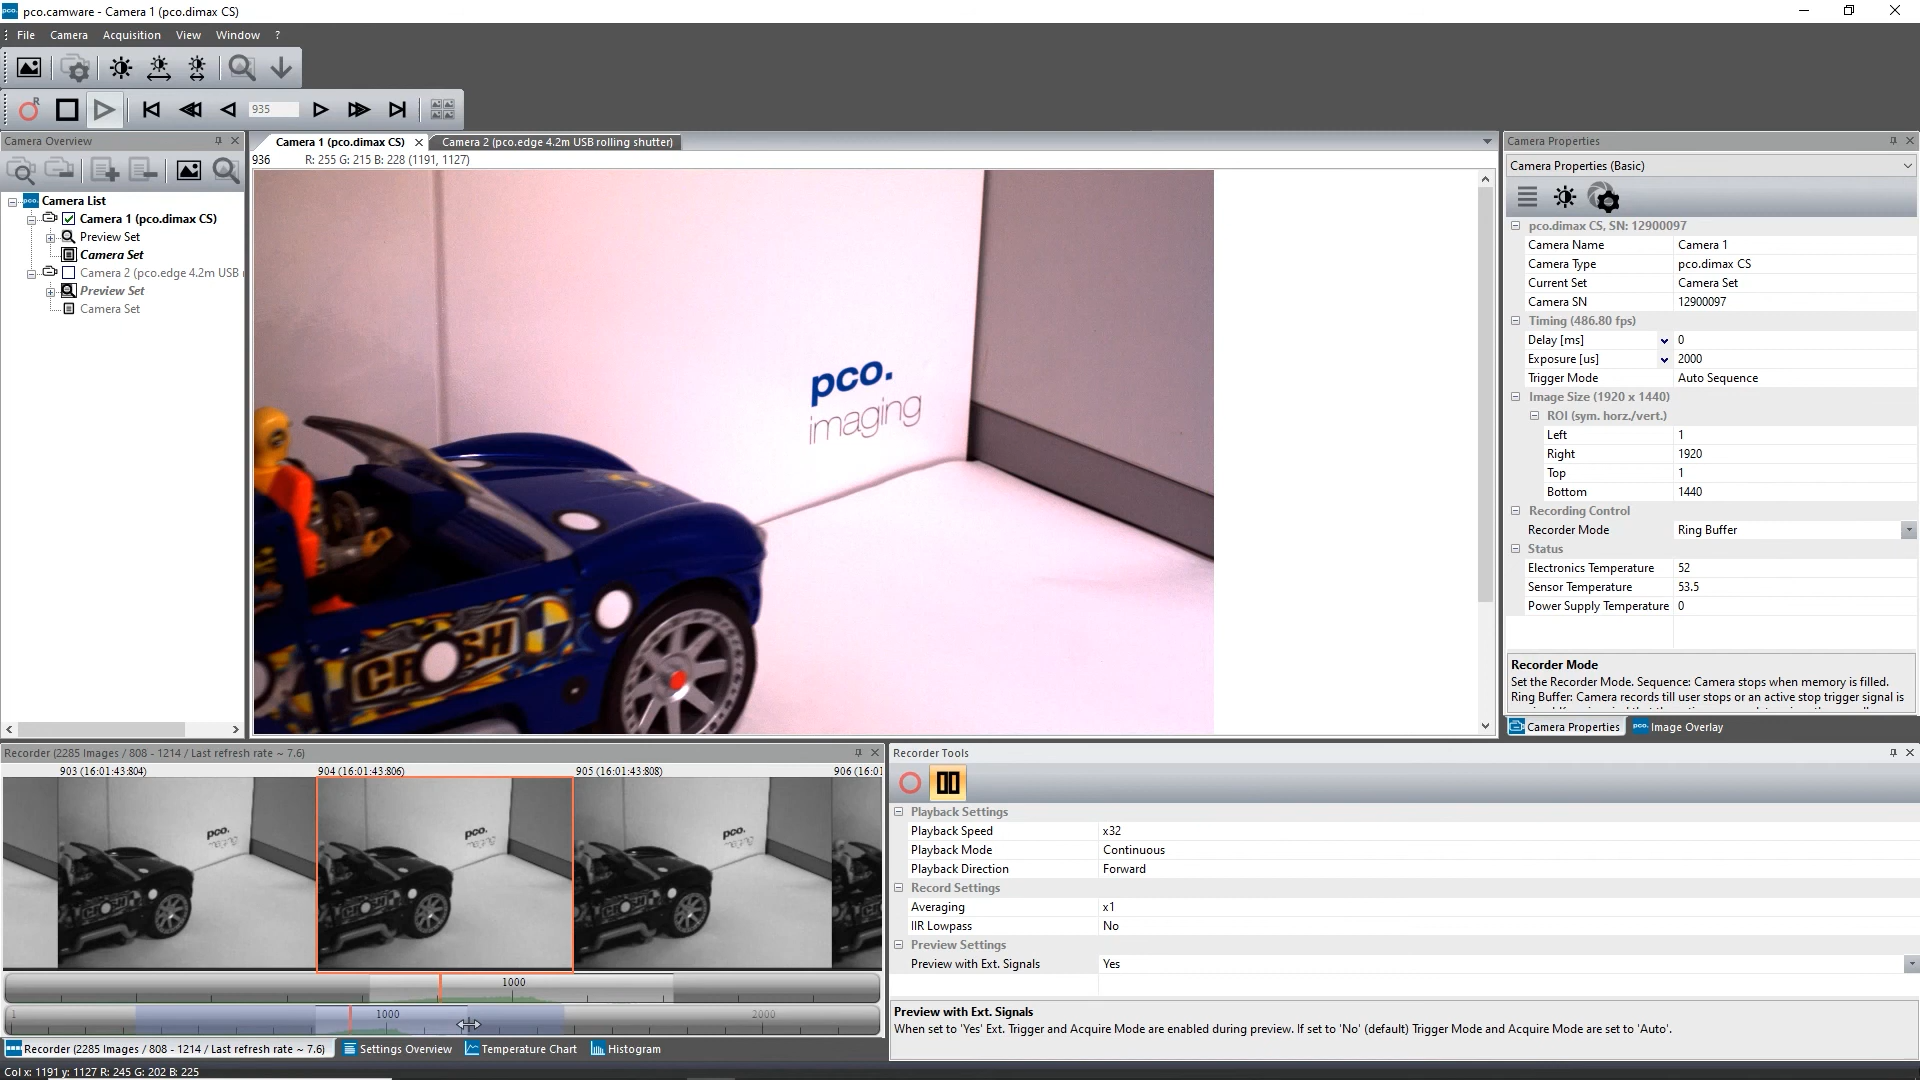 pco.camware - Camera 1 (pco.dimax CS)
File Camera Acquisition View Window ?
R
935
Camera Overview
Camera List
Camera 1 (pco.dimax CS)
Preview Set
Camera Set
Camera 2 (pco.edge 4.2m USB
Preview Set
Camera Set
Camera 1 (pco.dimax CS)
Camera 2 (pco.edge 4.2m USB rolling shutter)
936 R: 255 G: 215 B: 228 (1191, 1127)
pco.
imaging
CRASH
Camera Properties
Camera Properties (Basic)
pco.dimax CS, SN: 12900097
Camera Name Camera 1
Camera Type pco.dimax CS
Current Set Camera Set
Camera SN 12900097
Timing (486.80 fps)
Delay [ms] 0
Exposure [us] 2000
Trigger Mode Auto Sequence
Image Size (1920 x 1440)
ROI (sym. horz./vert.)
Left 1
Right 1920
Top 1
Bottom 1440
Recording Control
Recorder Mode Ring Buffer
Status
Electronics Temperature 52
Sensor Temperature 53.5
Power Supply Temperature 0
Recorder Mode
Set the Recorder Mode. Sequence: Camera stops when memory is filled.
Ring Buffer: Camera records till user stops or an active stop trigger signal is
Camera Properties Image Overlay
Recorder (2285 Images / 808 - 1214 / Last refresh rate ~ 7.6)
903 (16:01:43:804) 904 (16:01:43:806) 905 (16:01:43:808) 906 (16:01
pco. pco. pco.
1000
1 1000 2000
Recorder (2285 Images / 808 - 1214 / Last refresh rate ~ 7.6) Settings Overview Temperature Chart Histogram
Recorder Tools
Playback Settings
Playback Speed x32
Playback Mode Continuous
Playback Direction Forward
Record Settings
Averaging x1
IIR Lowpass No
Preview Settings
Preview with Ext. Signals Yes
Preview with Ext. Signals
When set to 'Yes' Ext. Trigger and Acquire Mode are enabled during preview. If set to 'No' (default) Trigger Mode and Acquire Mode are set to 'Auto'.
Col x: 1191 y: 1127 R: 245 G: 202 B: 225